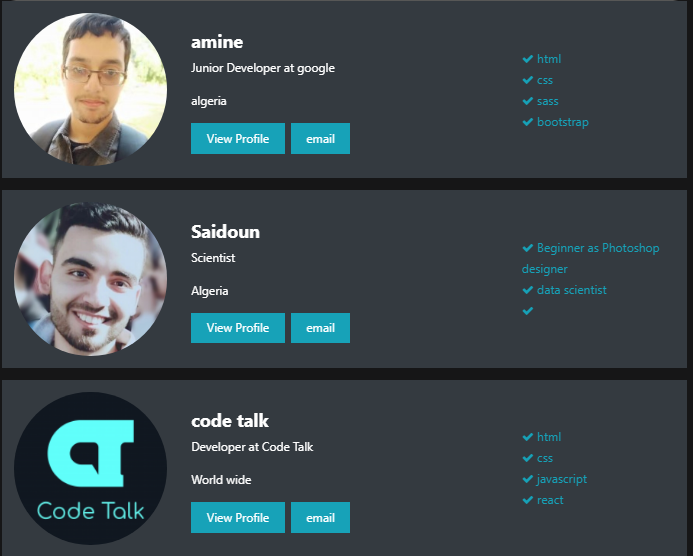 amine
Junior Developer at google
algeria
View Profile
email
html
css
sass
bootstrap
Saidoun
Scientist
Algeria
View Profile
email
Beginner as Photoshop
designer
data scientist
Code Talk
code talk
Developer at Code Talk
World wide
View Profile
email
html
css
javascript
react